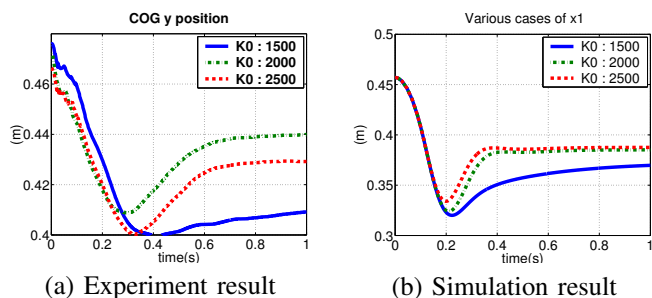 COG y position
K0 : 1500
K0 : 2000
K0 : 2500
0.46
0.44
0.42
0.4
(m)
0 0.2 0.4 0.6 0.8 1
time(s)
(a) Experiment result
Various cases of x1
K0 : 1500
K0 : 2000
K0 : 2500
0.5
0.45
0.4
0.35
0.3
(m)
0 0.2 0.4 0.6 0.8 1
time(s)
(b) Simulation result